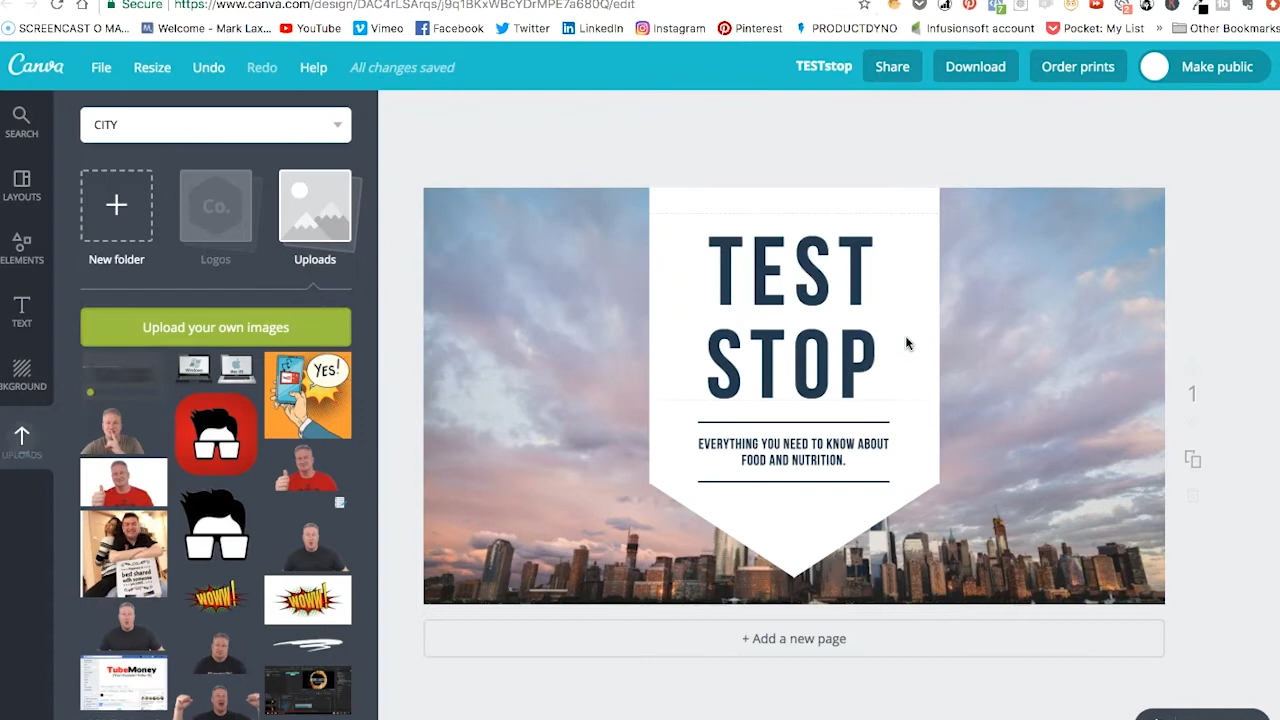 Secure https://www.canva.com/design/DAC4rLSArqs/j9q1BKxWBcYDrMPE7a680Q/edit
SCREENCAST O MA... Welcome - Mark Lax... YouTube Vimeo Facebook Twitter LinkedIn Instagram Pinterest PRODUCTDYNO Infusionsoft account Pocket: My List » Other Bookmarks
Canva File Resize Undo Redo Help All changes saved TESTstop Share Download Order prints Make public
SEARCH
LAYOUTS
ELEMENTS
TEXT
BKGROUND
UPLOADS
CITY
Co.
New folder Logos Uploads
Upload your own images
YES!
WOW!
WOW!
TubeMoney
TEST
STOP
EVERYTHING YOU NEED TO KNOW ABOUT
FOOD AND NUTRITION.
1
+ Add a new page